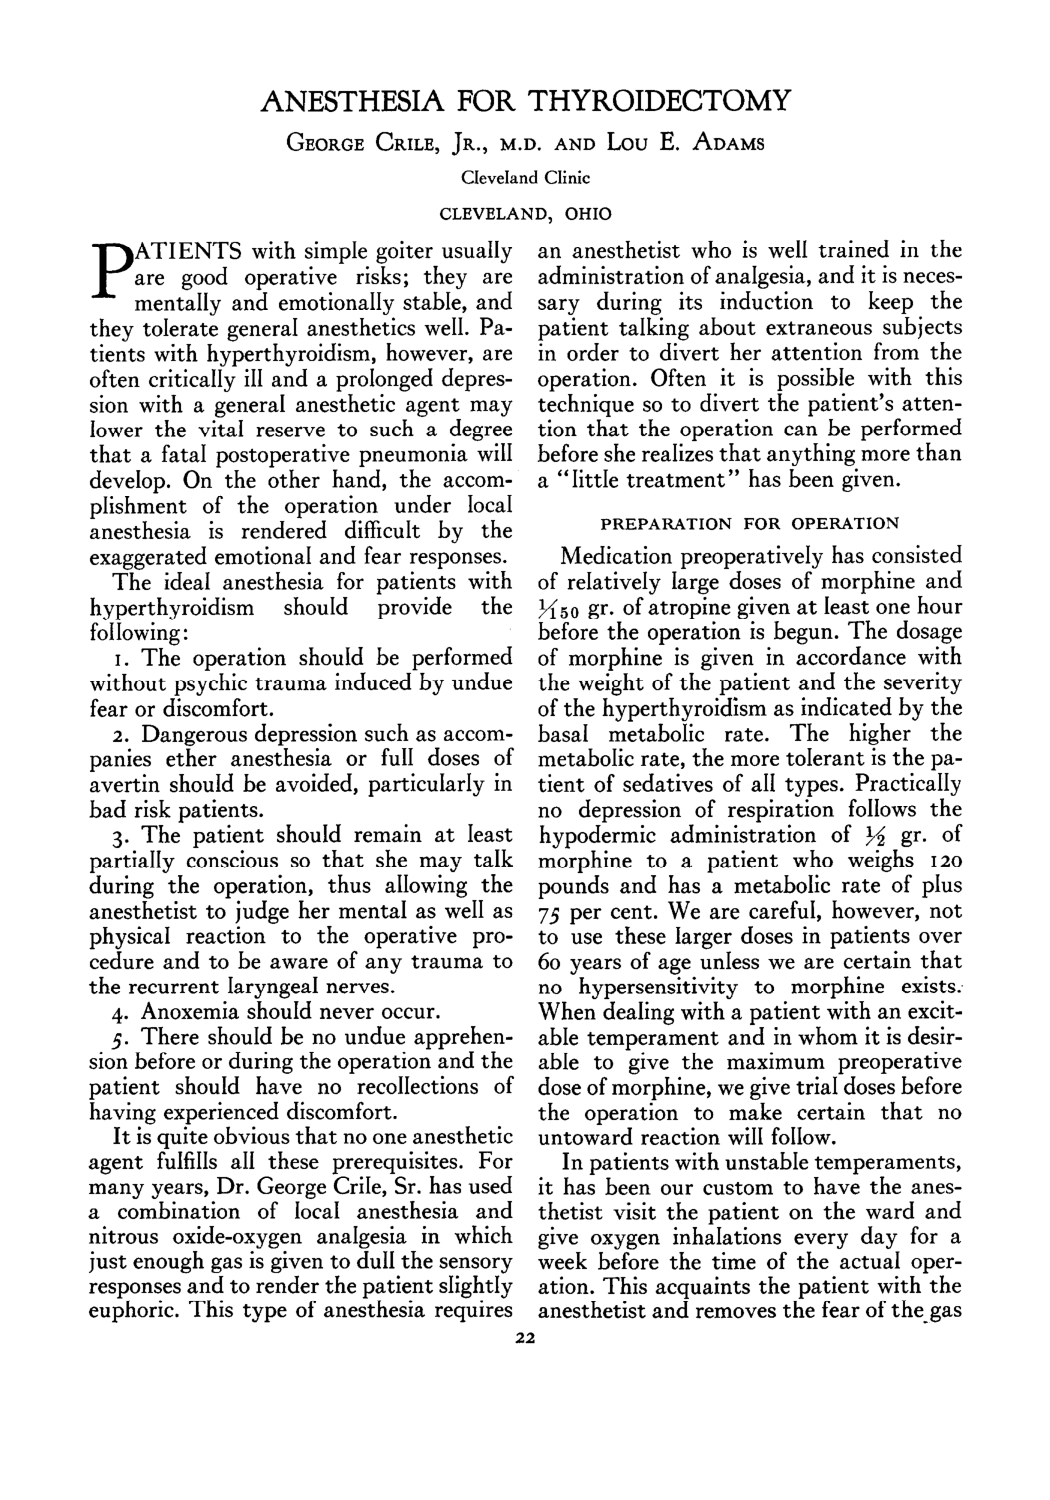 ANESTHESIA FOR THYROIDECTOMY
GEORGE CRILE, JR., M.D. AND LOU E. ADAMS
Cleveland Clinic
CLEVELAND, OHIO
PATIENTS with simple goiter usually
are good operative risks; they are
mentally and emotionally stable, and
they tolerate general anesthetics well. Pa-
tients with hyperthyroidism, however, are
often critically ill and a prolonged depres-
sion with a general anesthetic agent may
lower the vital reserve to such a degree
that a fatal postoperative pneumonia will
develop. On the other hand, the accom-
plishment of the operation under local
anesthesia is rendered difficult by the
exaggerated emotional and fear responses.
The ideal anesthesia for patients with
hyperthyroidism should provide the
following:
1. The operation should be performed
without psychic trauma induced by undue
fear or discomfort.
2. Dangerous depression such as accom-
panies ether anesthesia or full doses of
avertin should be avoided, particularly in
bad risk patients.
3. The patient should remain at least
partially conscious so that she may talk
during the operation, thus allowing the
anesthetist to judge her mental as well as
physical reaction to the operative pro-
cedure and to be aware of any trauma to
the recurrent laryngeal nerves.
4. Anoxemia should never occur.
5. There should be no undue apprehen-
sion before or during the operation and the
patient should have no recollections of
having experienced discomfort.
It is quite obvious that no one anesthetic
agent fulfills all these prerequisites. For
many years, Dr. George Crile, Sr. has used
a combination of local anesthesia and
nitrous oxide-oxygen analgesia in which
just enough gas is given to dull the sensory
responses and to render the patient slightly
euphoric. This type of anesthesia requires
an anesthetist who is well trained in the
administration of analgesia, and it is neces-
sary during its induction to keep the
patient talking about extraneous subjects
in order to divert her attention from the
operation. Often it is possible with this
technique so to divert the patient's atten-
tion that the operation can be performed
before she realizes that anything more than
a "little treatment" has been given.
PREPARATION FOR OPERATION
Medication preoperatively has consisted
of relatively large doses of morphine and
1/150 gr. of atropine given at least one hour
before the operation is begun. The dosage
of morphine is given in accordance with
the weight of the patient and the severity
of the hyperthyroidism as indicated by the
basal metabolic rate. The higher the
metabolic rate, the more tolerant is the pa-
tient of sedatives of all types. Practically
no depression of respiration follows the
hypodermic administration of ½ gr. of
morphine to a patient who weighs 120
pounds and has a metabolic rate of plus
75 per cent. We are careful, however, not
to use these larger doses in patients over
60 years of age unless we are certain that
no hypersensitivity to morphine exists.
When dealing with a patient with an excit-
able temperament and in whom it is desir-
able to give the maximum preoperative
dose of morphine, we give trial doses before
the operation to make certain that no
untoward reaction will follow.
In patients with unstable temperaments,
it has been our custom to have the anes-
thetist visit the patient on the ward and
give oxygen inhalations every day for a
week before the time of the actual oper-
ation. This acquaints the patient with the
anesthetist and removes the fear of the gas
22